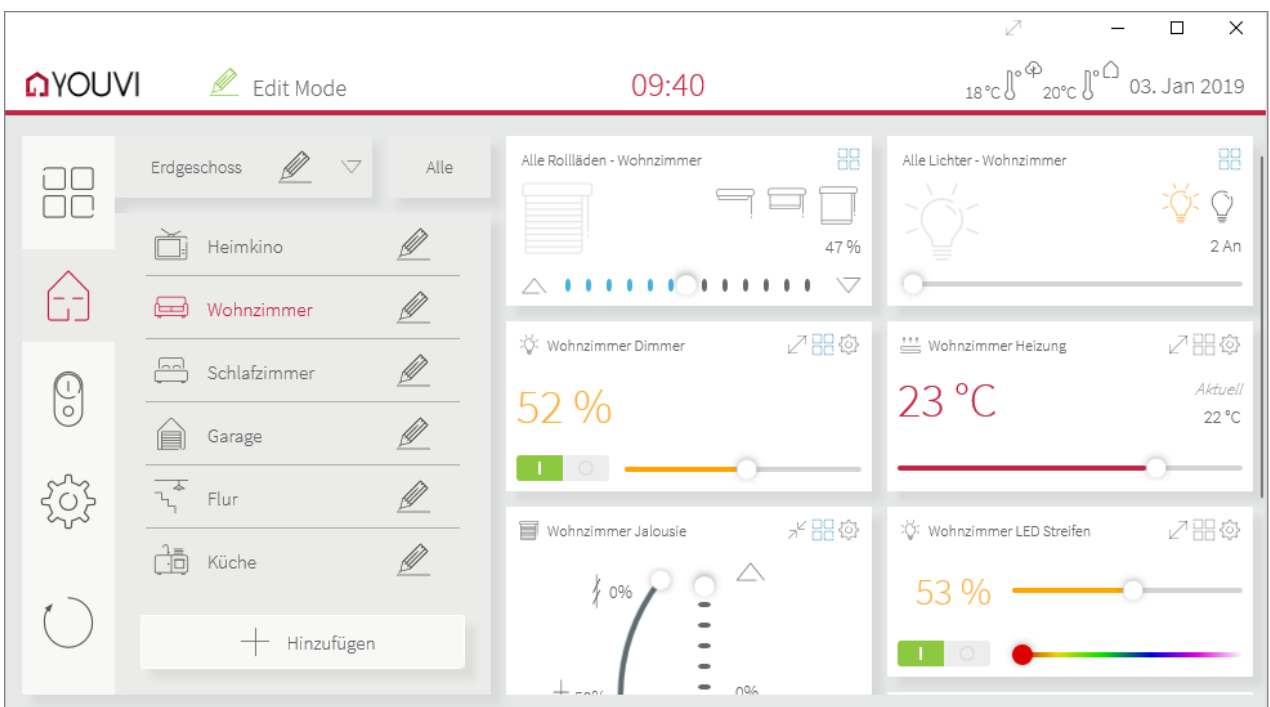 YOUVI
Edit Mode
09:40
18°C
20°C
03. Jan 2019
Erdgeschoss
Alle
Heimkino
Wohnzimmer
Schlafzimmer
Garage
Flur
Küche
Hinzufügen
Alle Rollläden - Wohnzimmer
47 %
Alle Lichter - Wohnzimmer
2 An
Wohnzimmer Dimmer
52 %
Wohnzimmer Heizung
23 °C
Aktuell
22 °C
Wohnzimmer Jalousie
0%
50%
0%
Wohnzimmer LED Streifen
53 %